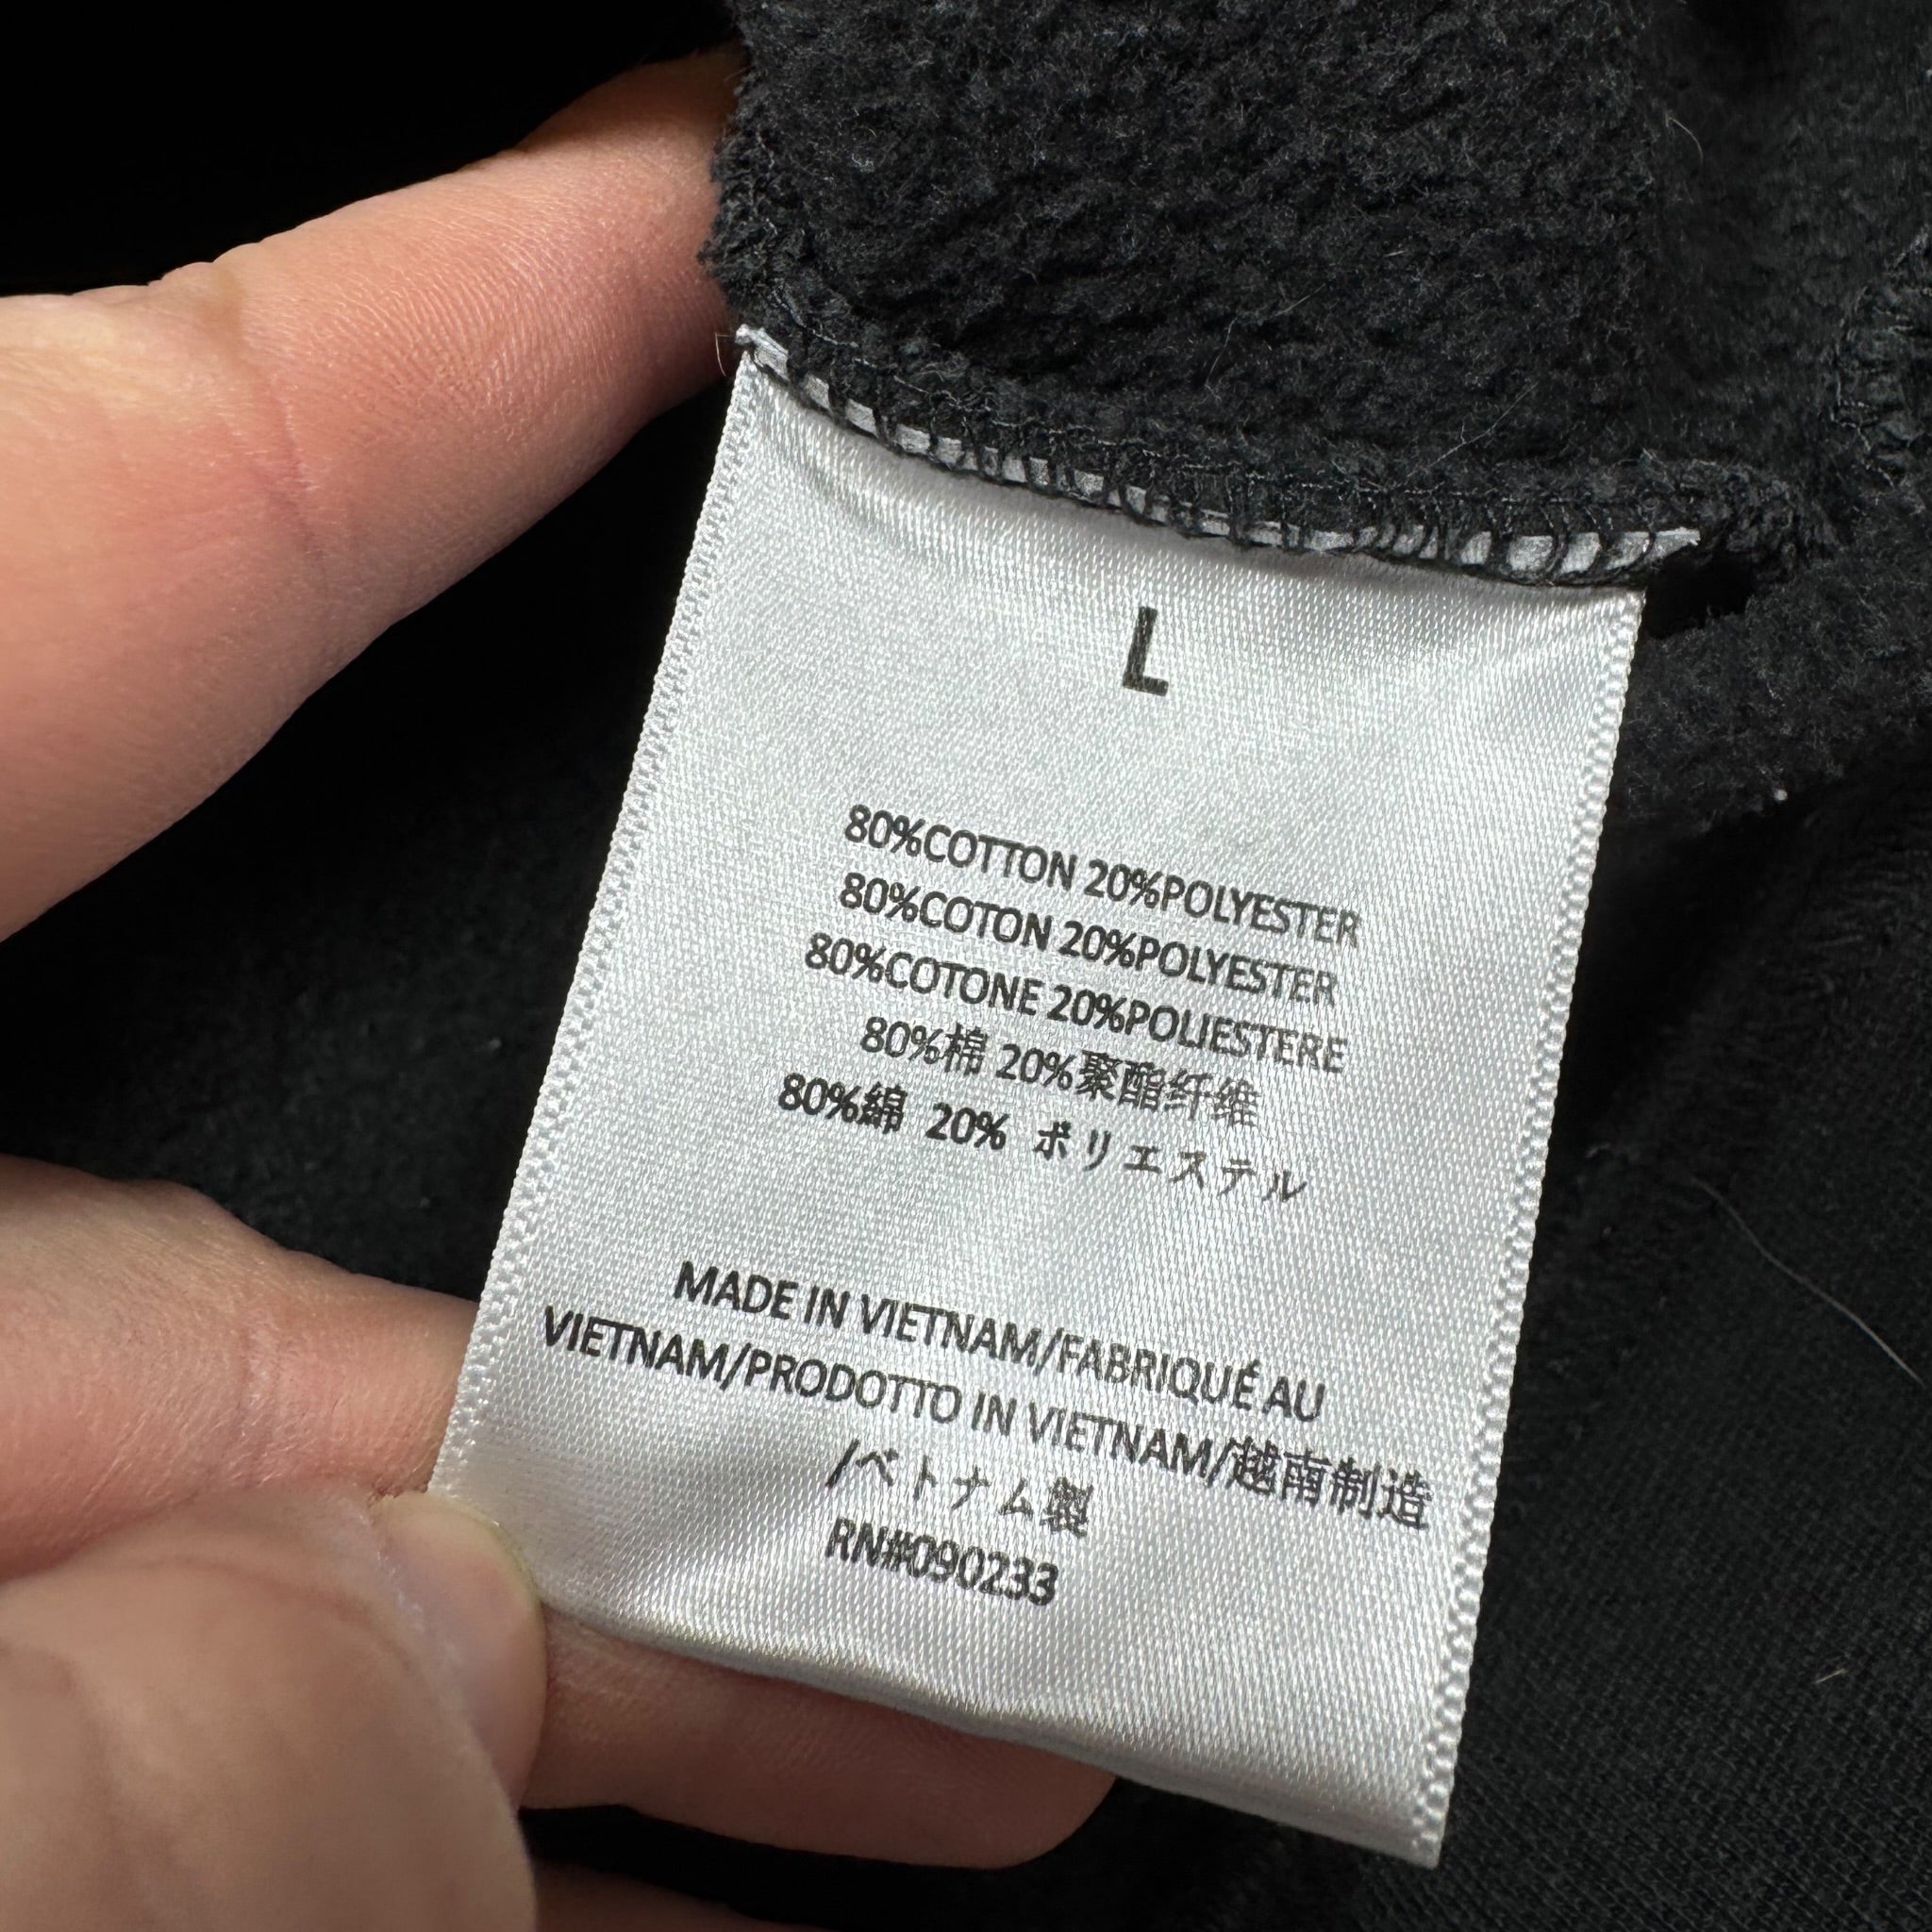 L
80%COTTON 20%POLYESTER
80%COTON 20%POLYESTER
80%COTONE 20%POLIESTERE
80%棉 20%聚酯纤维
80%綿 20% ポリエステル
MADE IN VIETNAM/FABRIQUÉ AU
VIETNAM/PRODOTTO IN VIETNAM/越南制造
/ベトナム製
RN#090233